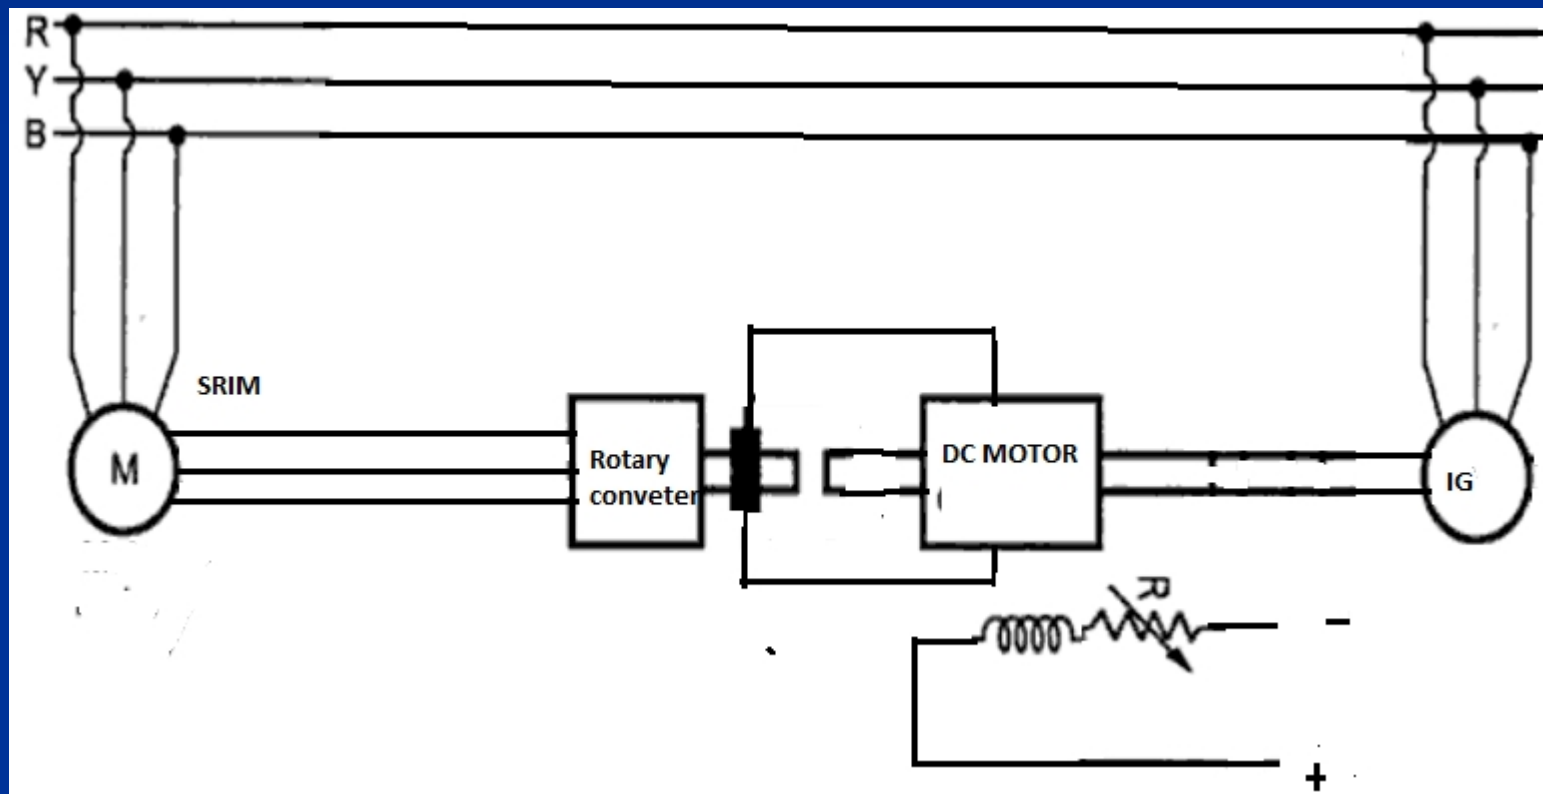 R
Y
B
SRIM
M
Rotary
conveter
DC MOTOR
IG
R
-
+